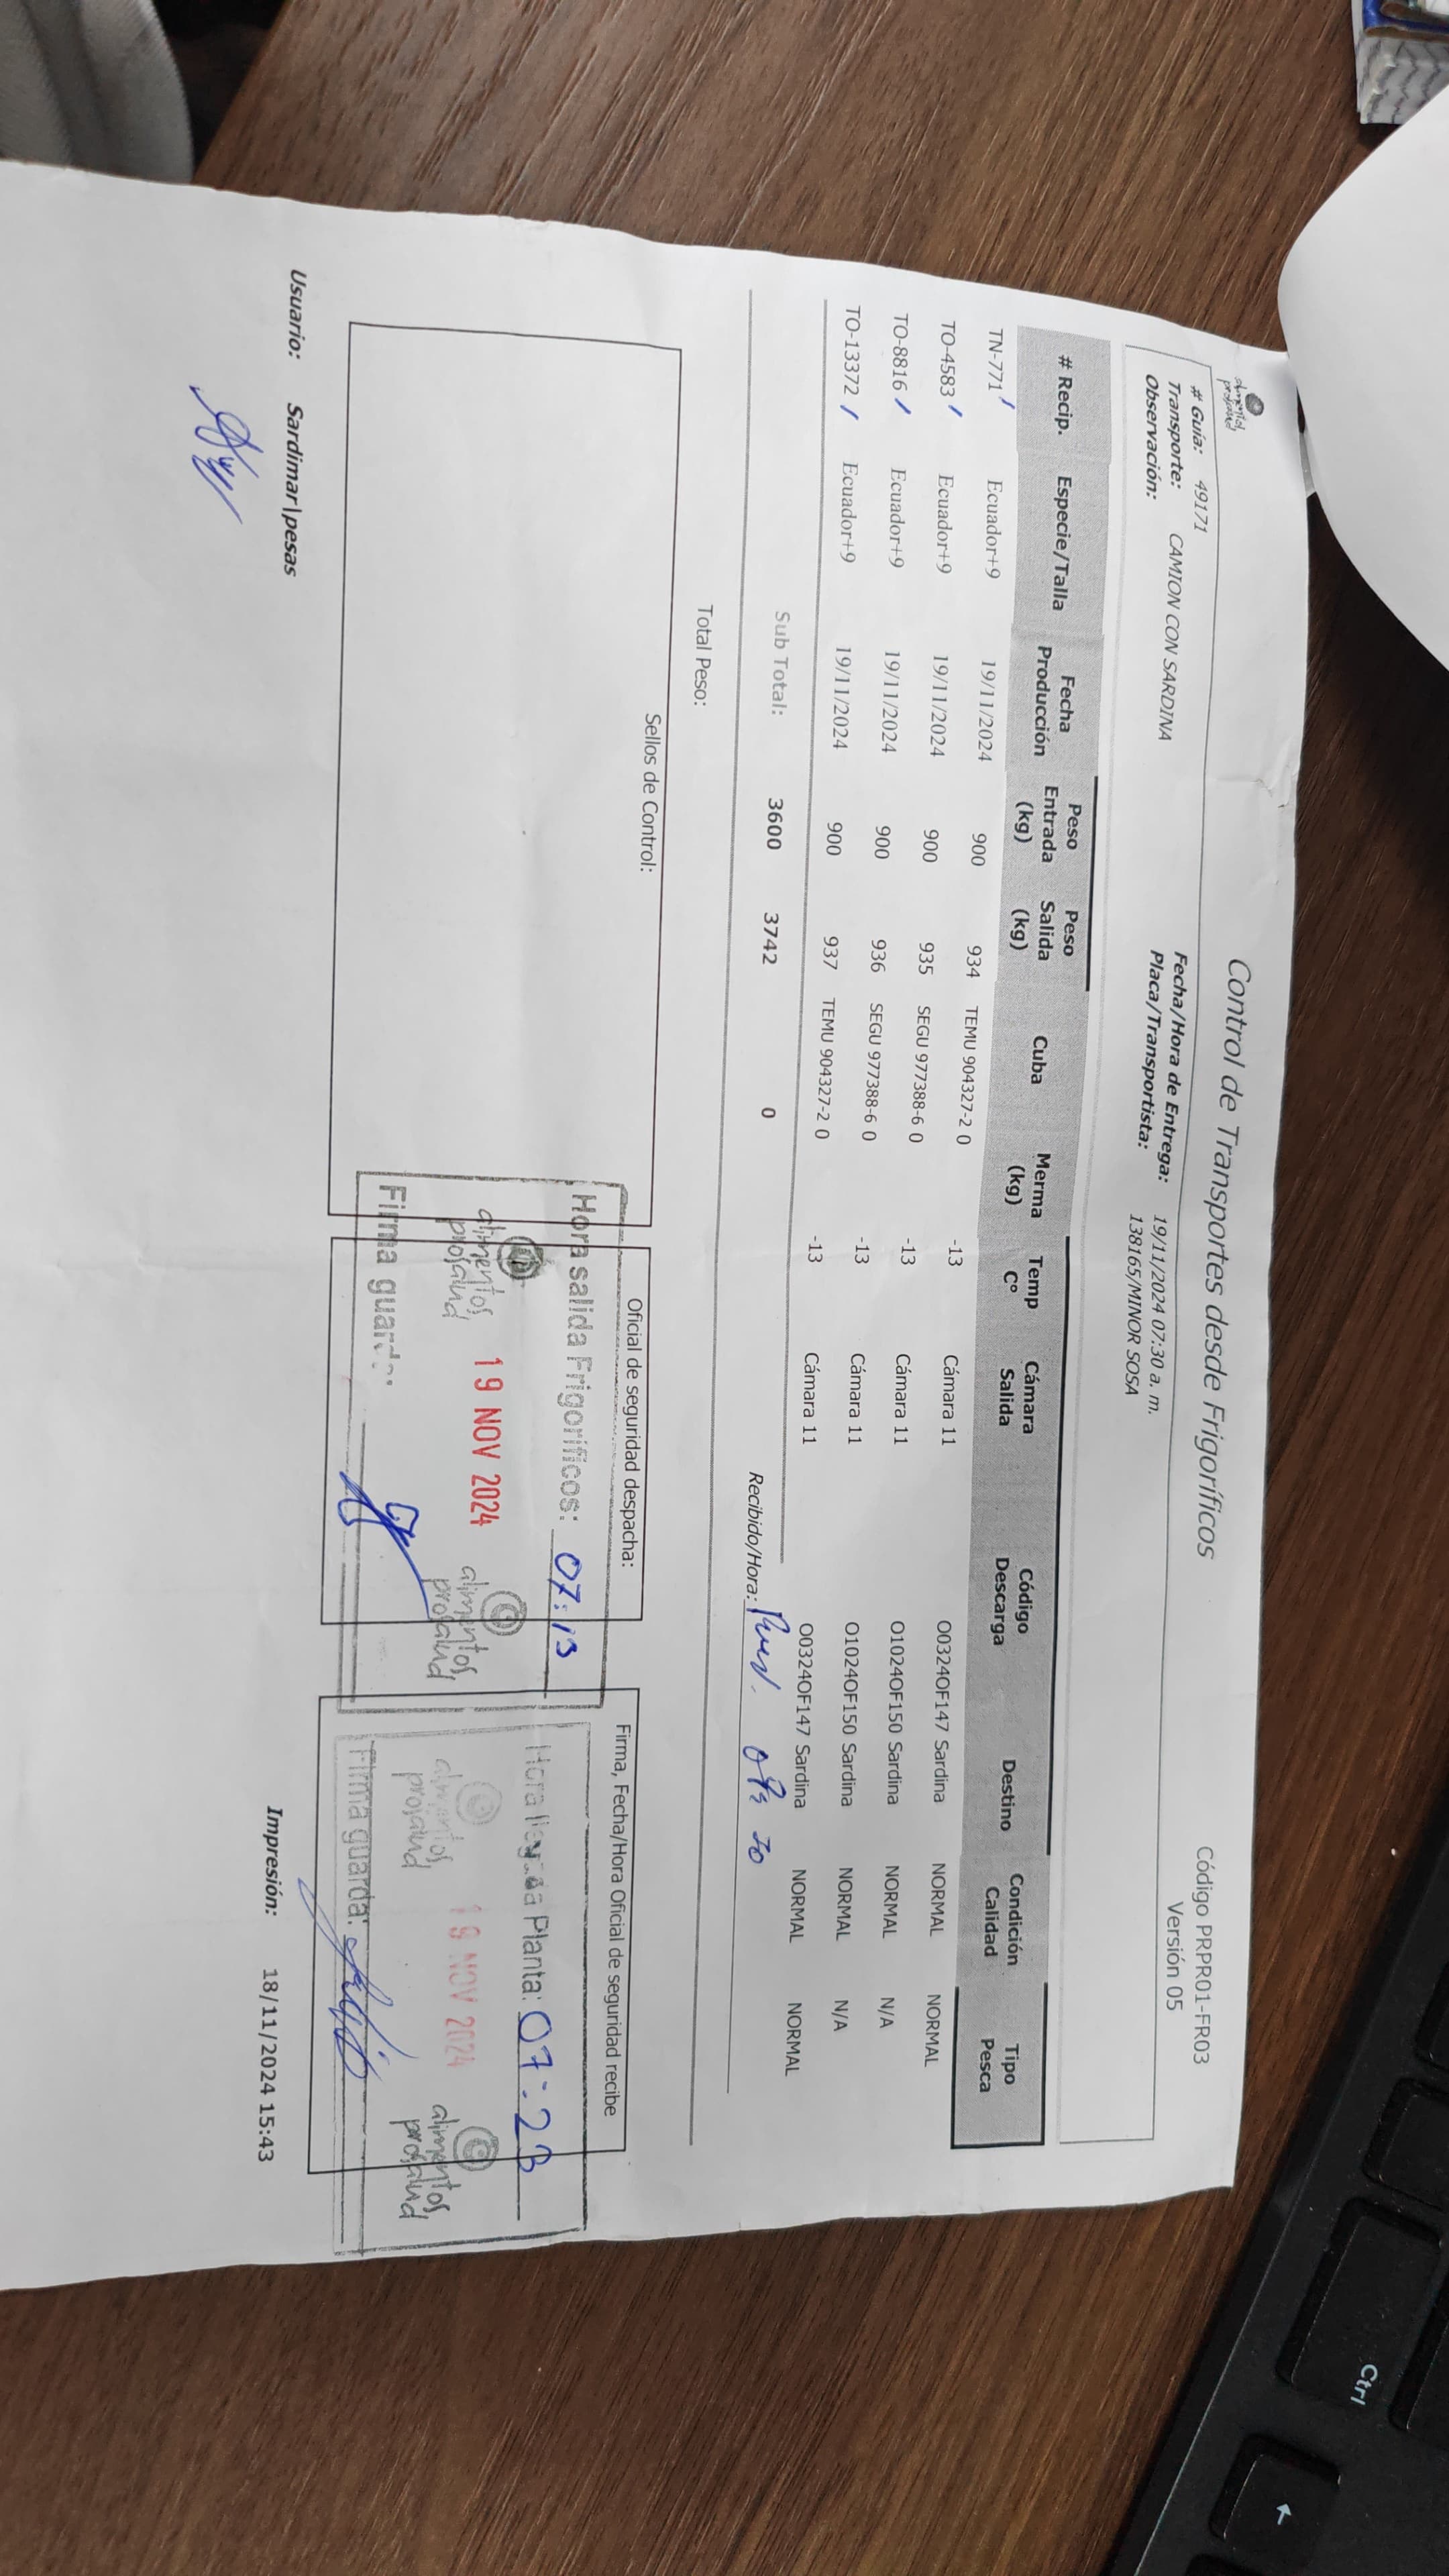 Ctrl
←
alimentos
prosalud
Control de Transportes desde Frigoríficos
Código PRPR01-FR03
Versión 05
# Guía: 49171
Transporte: CAMION CON SARDINA
Observación:
Fecha/Hora de Entrega: 19/11/2024 07:30 a. m.
Placa/Transportista: 138165/MINOR SOSA
# Recip. Especie/Talla Fecha Producción Peso Entrada (kg) Peso Salida (kg) Cuba Merma (kg) Temp Cº Cámara Salida Código Descarga Destino Condición Calidad Tipo Pesca
TN-771 Ecuador+9 19/11/2024 900 934 TEMU 904327-2 0 -13 Cámara 11 O0324OF147 Sardina NORMAL NORMAL
TO-4583 Ecuador+9 19/11/2024 900 935 SEGU 977388-6 0 -13 Cámara 11 O1024OF150 Sardina NORMAL N/A
TO-8816 Ecuador+9 19/11/2024 900 936 SEGU 977388-6 0 -13 Cámara 11 O1024OF150 Sardina NORMAL N/A
TO-13372 Ecuador+9 19/11/2024 900 937 TEMU 904327-2 0 -13 Cámara 11 O0324OF147 Sardina NORMAL NORMAL
Sub Total: 3600 3742 0
Recibido/Hora:
Total Peso:
Sellos de Control:
Oficial de seguridad despacha:
Hora salida Frigoríficos: 07:13
alimentos prosalud 19 NOV 2024 alimentos prosalud
Firma guarda:
Firma, Fecha/Hora Oficial de seguridad recibe
Hora llegada Planta: 07:23
alimentos prosalud 19 NOV 2024 alimentos prosalud
Firma guarda:
Usuario: Sardimar\pesas
Impresión: 18/11/2024 15:43